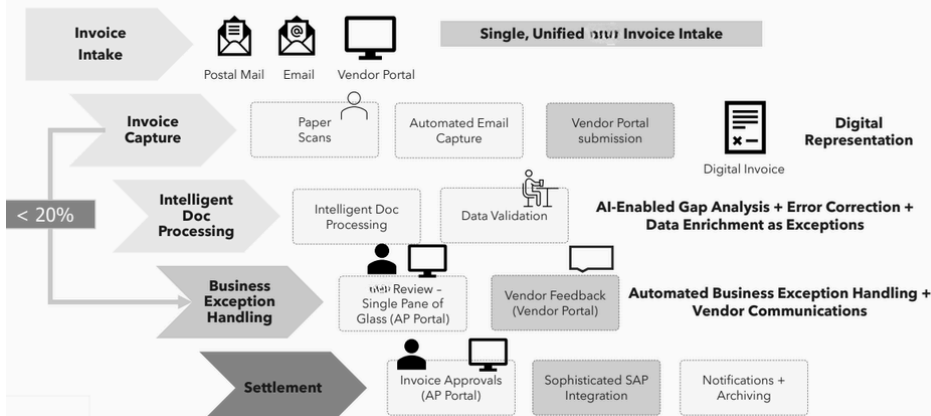 Invoice
Intake
Postal Mail
Email
Vendor Portal
Single, Unified Invoice Intake
Invoice
Capture
Paper
Scans
Automated Email
Capture
Vendor Portal
submission
Digital Invoice
Digital
Representation
< 20%
Intelligent
Doc
Processing
Intelligent Doc
Processing
Data Validation
AI-Enabled Gap Analysis + Error Correction +
Data Enrichment as Exceptions
Business
Exception
Handling
Review –
Single Pane of
Glass (AP Portal)
Vendor Feedback
(Vendor Portal)
Automated Business Exception Handling +
Vendor Communications
Settlement
Invoice Approvals
(AP Portal)
Sophisticated SAP
Integration
Notifications +
Archiving